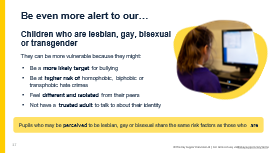 Be even more alert to our…
Children who are lesbian, gay, bisexual
or transgender
They can be more vulnerable because they might:
• Be a more likely target for bullying
• Be at higher risk of homophobic, biphobic or
transphobic hate crimes
• Feel different and isolated from their peers
• Not have a trusted adult to talk to about their identity
Pupils who may be perceived to be lesbian, gay or bisexual share the same risk factors as those who are